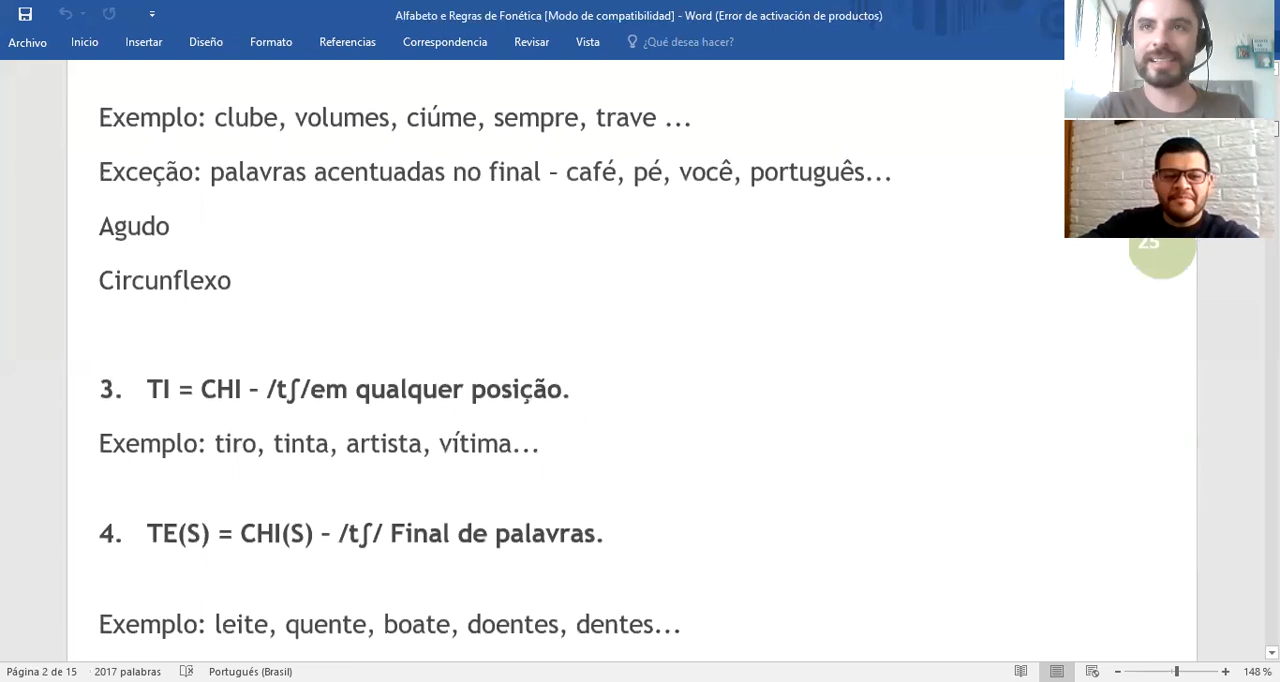 Alfabeto e Regras de Fonética [Modo de compatibilidad] - Word (Error de activación de productos)
Archivo Inicio Insertar Diseño Formato Referencias Correspondencia Revisar Vista ¿Qué desea hacer?
Exemplo: clube, volumes, ciúme, sempre, trave ...
Exceção: palavras acentuadas no final – café, pé, você, português...
Agudo
25
Circunflexo
3. TI = CHI – /tʃ/em qualquer posição.
Exemplo: tiro, tinta, artista, vítima...
4. TE(S) = CHI(S) – /tʃ/ Final de palavras.
Exemplo: leite, quente, boate, doentes, dentes...
Página 2 de 15 2017 palabras Portugués (Brasil) 148 %